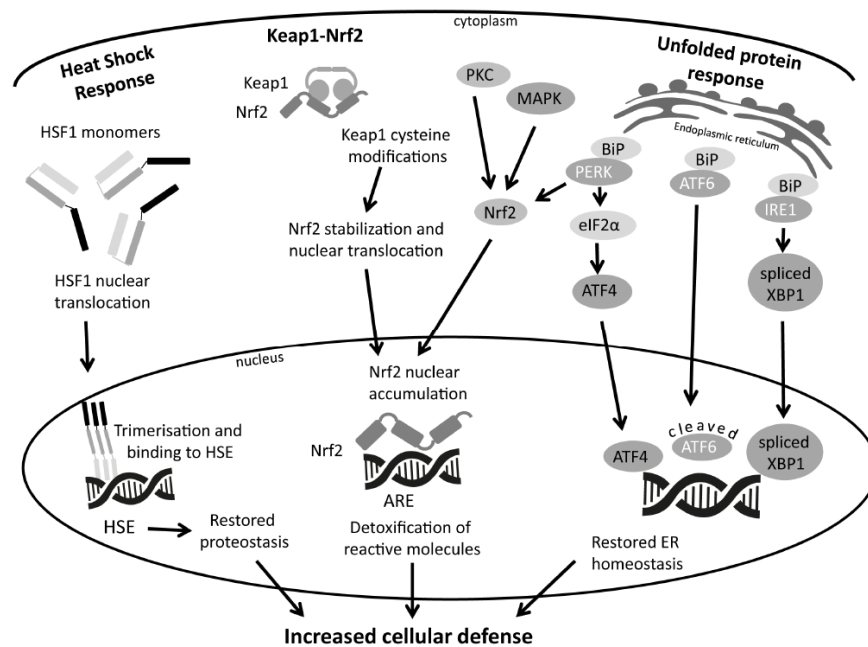 cytoplasm
Heat Shock
Response
HSF1 monomers
HSF1 nuclear
translocation
Keap1-Nrf2
Keap1
Nrf2
Keap1 cysteine
modifications
Nrf2 stabilization and
nuclear translocation
PKC
MAPK
Nrf2
Unfolded protein
response
Endoplasmic reticulum
BiP
PERK
eIF2α
ATF4
BiP
ATF6
BiP
IRE1
spliced
XBP1
nucleus
Trimerisation and
binding to HSE
HSE
Restored
proteostasis
Nrf2 nuclear
accumulation
Nrf2
ARE
Detoxification of
reactive molecules
ATF4
cleaved
ATF6
spliced
XBP1
Restored ER
homeostasis
Increased cellular defense